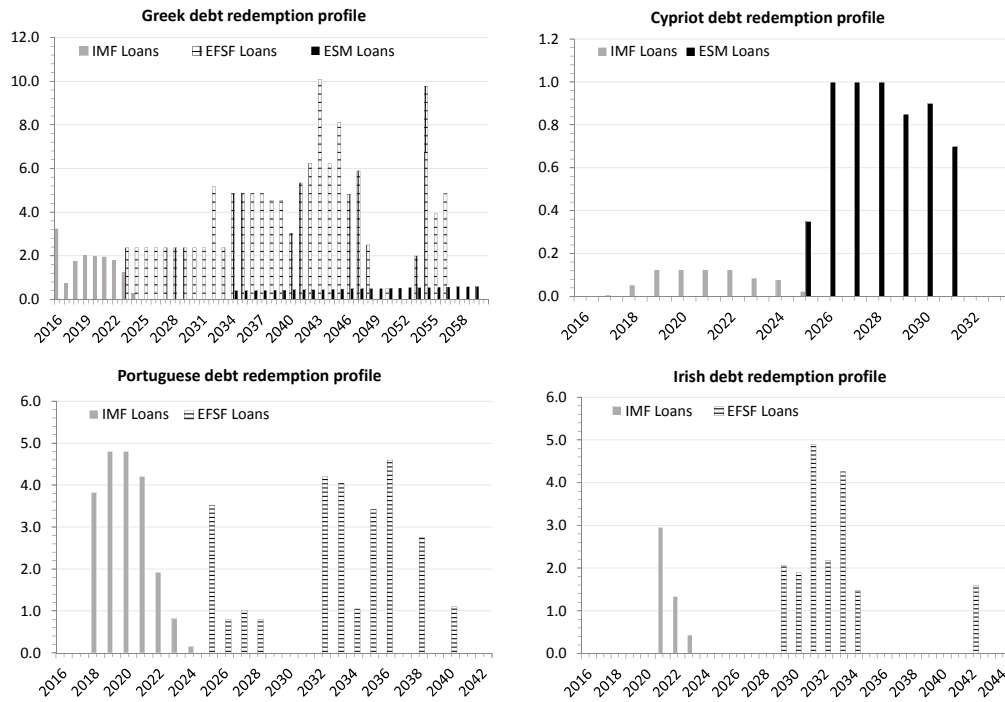 Greek debt redemption profile
IMF Loans EFSF Loans ESM Loans
12.0
10.0
8.0
6.0
4.0
2.0
0.0
2016 2019 2022 2025 2028 2031 2034 2037 2040 2043 2046 2049 2052 2055 2058
Cypriot debt redemption profile
IMF Loans ESM Loans
1.2
1.0
0.8
0.6
0.4
0.2
0.0
2016 2018 2020 2022 2024 2026 2028 2030 2032
Portuguese debt redemption profile
IMF Loans EFSF Loans
6.0
5.0
4.0
3.0
2.0
1.0
0.0
2016 2018 2020 2022 2024 2026 2028 2030 2032 2034 2036 2038 2040 2042
Irish debt redemption profile
IMF Loans EFSF Loans
6.0
5.0
4.0
3.0
2.0
1.0
0.0
2016 2018 2020 2022 2024 2026 2028 2030 2032 2034 2036 2038 2040 2042 2044